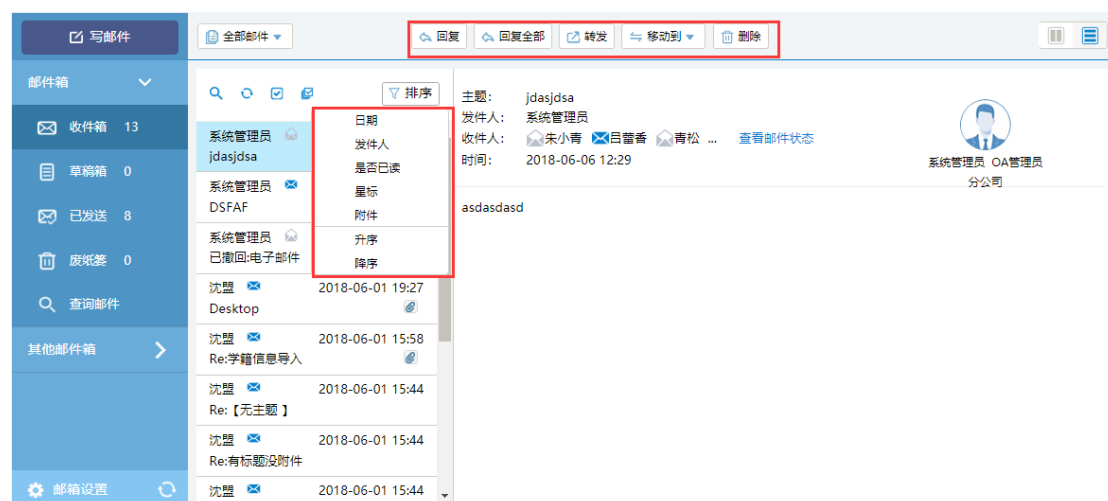 写邮件
全部邮件
回复
回复全部
转发
移动到
删除
邮件箱
收件箱 13
草稿箱 0
已发送 8
废纸篓 0
查询邮件
其他邮件箱
邮箱设置
排序
日期
发件人
是否已读
星标
附件
升序
降序
系统管理员
jdasjdsa
系统管理员
DSFAF
系统管理员
已撤回:电子邮件
沈盟 2018-06-01 19:27
Desktop
沈盟 2018-06-01 15:58
Re:学籍信息导入
沈盟 2018-06-01 15:44
Re:【无主题 】
沈盟 2018-06-01 15:44
Re:有标题没附件
沈盟 2018-06-01 15:44
主题: jdasjdsa
发件人: 系统管理员
收件人: 朱小青 吕蕾香 青松 ... 查看邮件状态
时间: 2018-06-06 12:29
系统管理员 OA管理员
分公司
asdasdasd